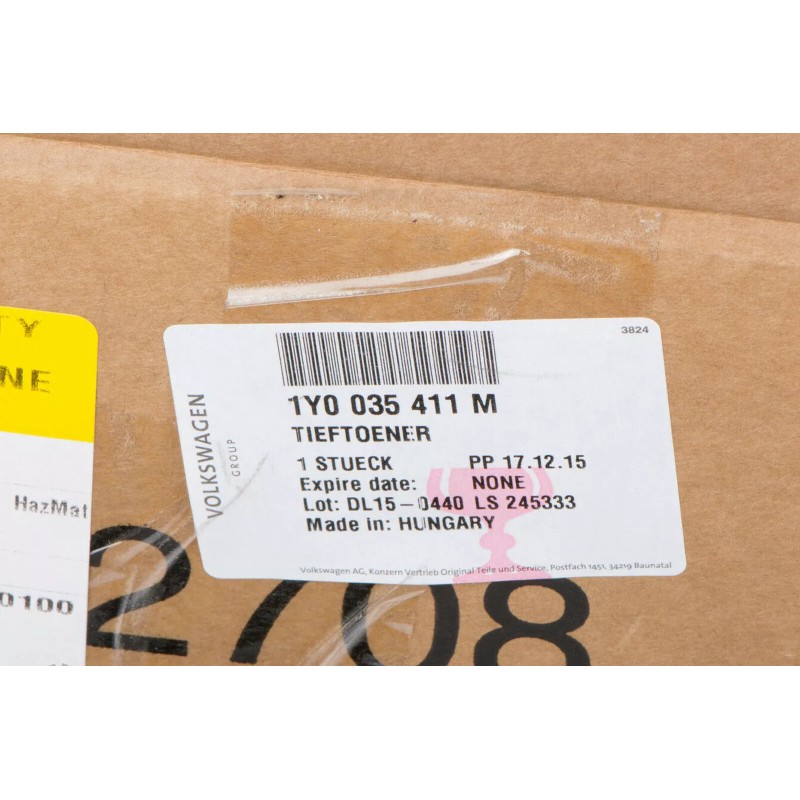 TY
NE
HazMat
0100
3824
VOLKSWAGEN
GROUP
1Y0 035 411 M
TIEFTOENER
1 STUECK PP 17.12.15
Expire date: NONE
Lot: DL15-0440 LS 245333
Made in: HUNGARY
Volkswagen AG, Konzern Vertrieb Original Teile und Service, Postfach 1451, 34219 Baunatal
2708